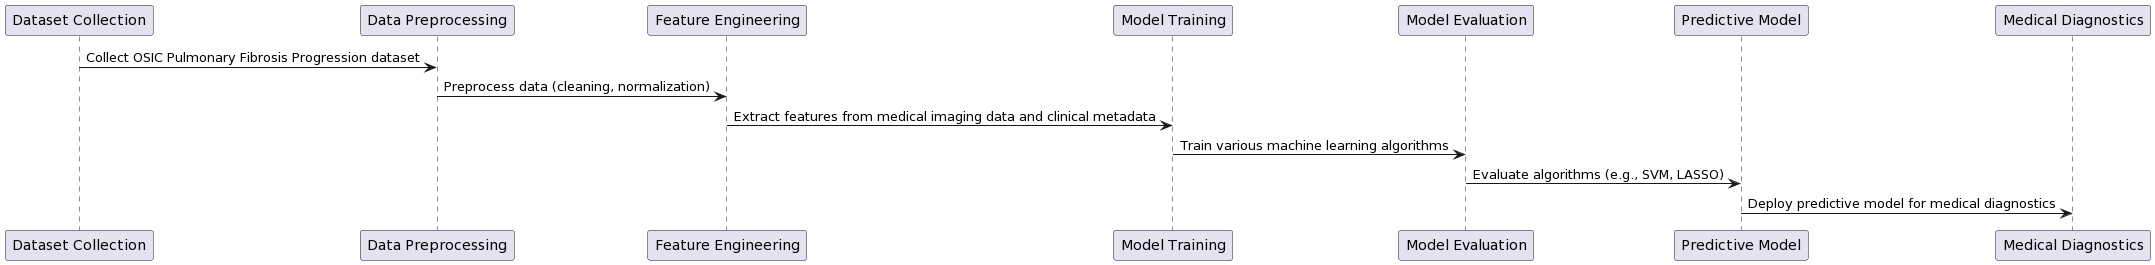 Dataset Collection
Data Preprocessing
Feature Engineering
Model Training
Model Evaluation
Predictive Model
Medical Diagnostics
Collect OSIC Pulmonary Fibrosis Progression dataset
Preprocess data (cleaning, normalization)
Extract features from medical imaging data and clinical metadata
Train various machine learning algorithms
Evaluate algorithms (e.g., SVM, LASSO)
Deploy predictive model for medical diagnostics
Dataset Collection
Data Preprocessing
Feature Engineering
Model Training
Model Evaluation
Predictive Model
Medical Diagnostics